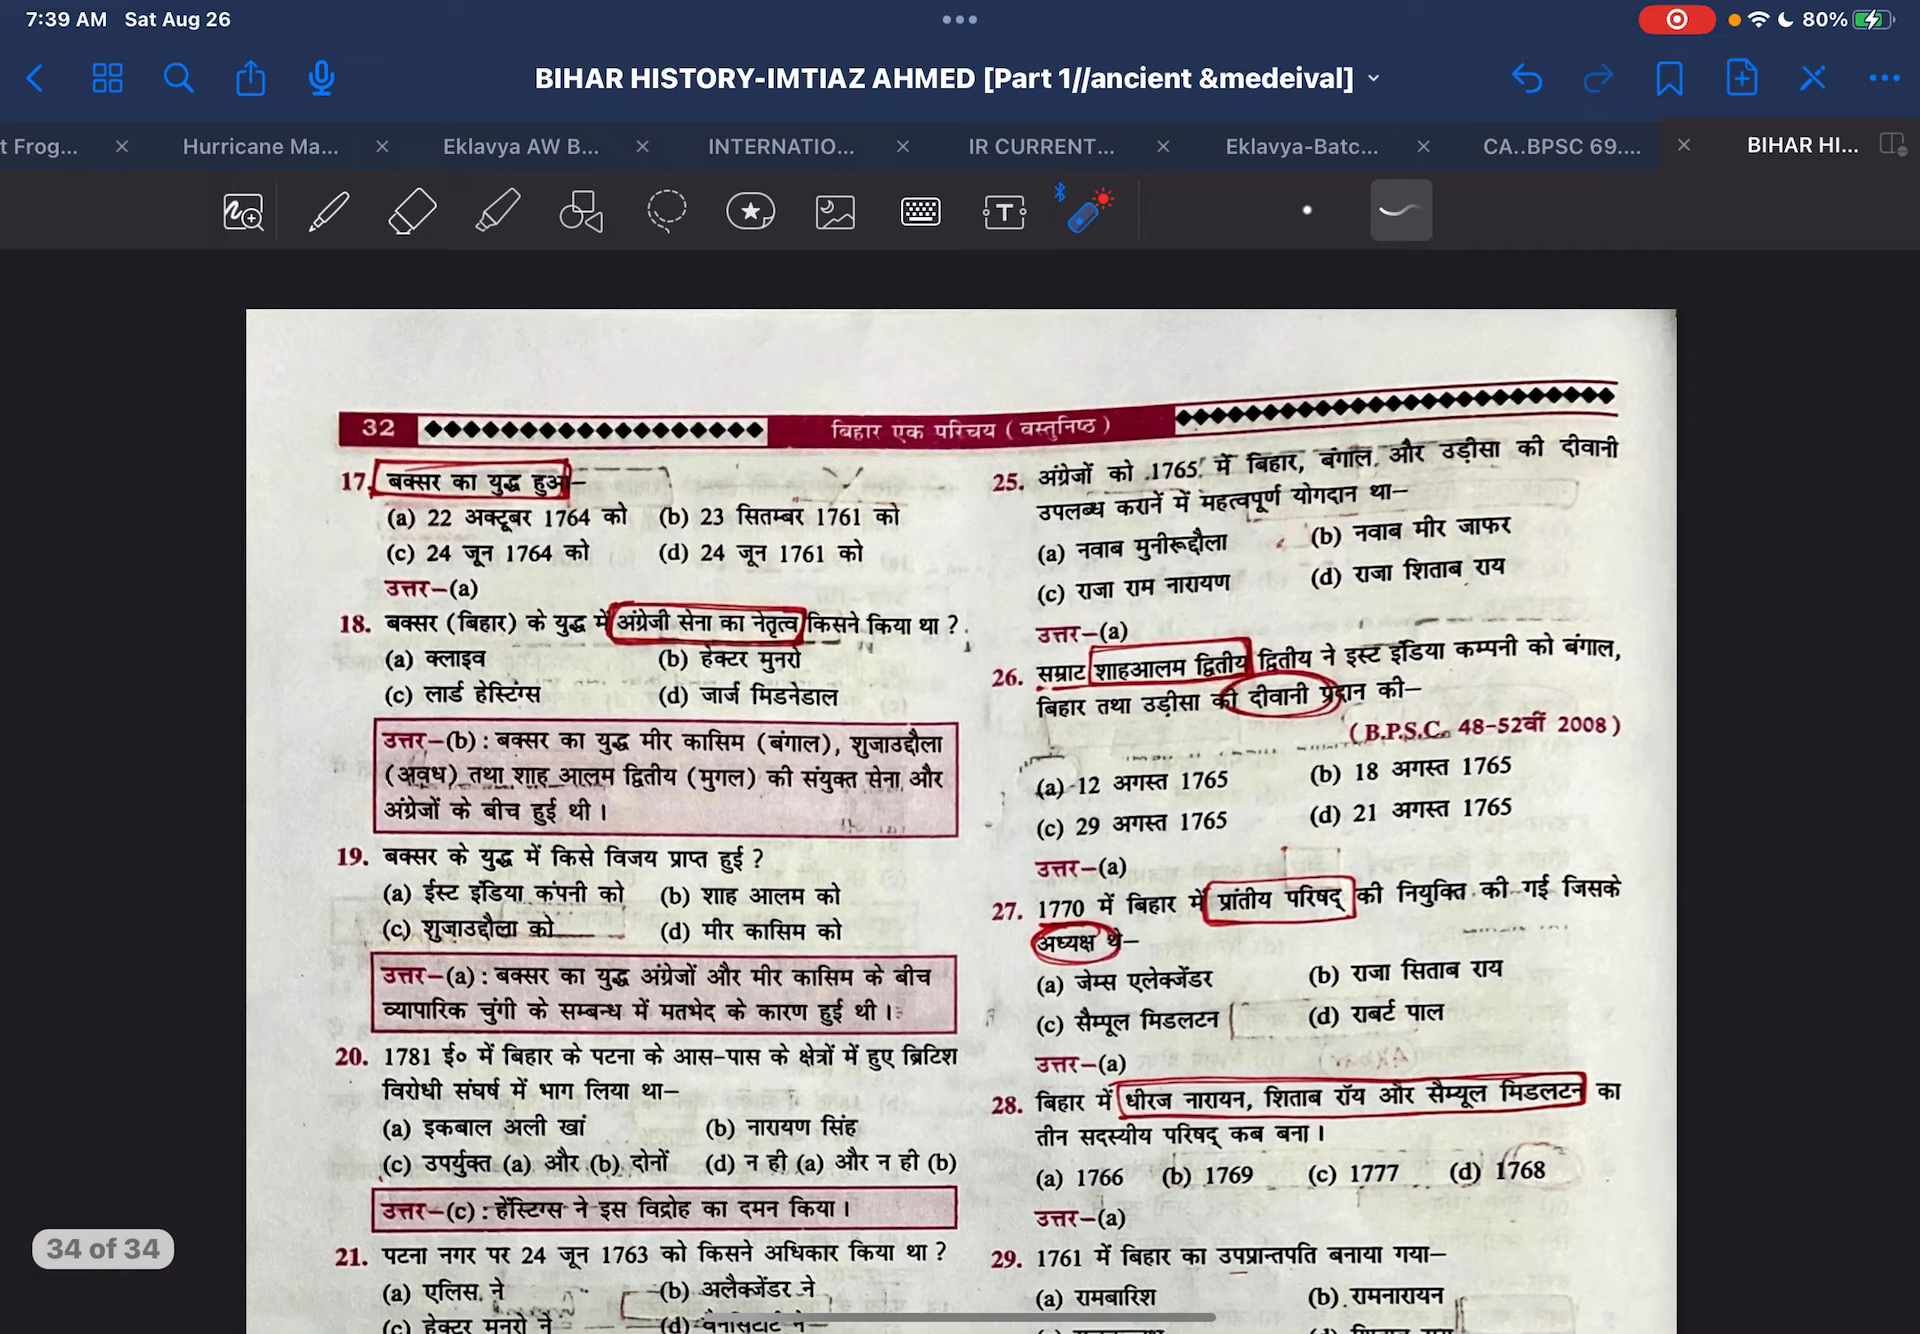 7:39 AM Sat Aug 26
80%
BIHAR HISTORY-IMTIAZ AHMED [Part 1//ancient &medeival]
t Frog...
Hurricane Ma...
Eklavya AW B...
INTERNATIO...
IR CURRENT...
Eklavya-Batc...
CA..BPSC 69....
BIHAR HI...
32
बिहार एक परिचय ( वस्तुनिष्ठ )
17. बक्सर का युद्ध हुआ–
(a) 22 अक्टूबर 1764 को (b) 23 सितम्बर 1761 को
(c) 24 जून 1764 को (d) 24 जून 1761 को
उत्तर–(a)
18. बक्सर (बिहार) के युद्ध में अंग्रेजी सेना का नेतृत्व किसने किया था ?
(a) क्लाइव (b) हेक्टर मुनरो
(c) लार्ड हेस्टिंग्स (d) जार्ज मिडनेडाल
उत्तर–(b) : बक्सर का युद्ध मीर कासिम (बंगाल), शुजाउद्दौला
(अवध) तथा शाह आलम द्वितीय (मुगल) की संयुक्त सेना और
अंग्रेजों के बीच हुई थी ।
19. बक्सर के युद्ध में किसे विजय प्राप्त हुई ?
(a) ईस्ट इंडिया कंपनी को (b) शाह आलम को
(c) शुजाउद्दौला को (d) मीर कासिम को
उत्तर–(a) : बक्सर का युद्ध अंग्रेजों और मीर कासिम के बीच
व्यापारिक चुंगी के सम्बन्ध में मतभेद के कारण हुई थी ।
20. 1781 ई० में बिहार के पटना के आस-पास के क्षेत्रों में हुए ब्रिटिश
विरोधी संघर्ष में भाग लिया था–
(a) इकबाल अली खां (b) नारायण सिंह
(c) उपर्युक्त (a) और (b) दोनों (d) न ही (a) और न ही (b)
उत्तर–(c) : हेंस्टिग्स ने इस विद्रोह का दमन किया ।
21. पटना नगर पर 24 जून 1763 को किसने अधिकार किया था ?
(a) एलिस ने (b) अलैक्जेंडर ने
(c) हेक्टर मुनरो ने (d)
25. अंग्रेजों को 1765 में बिहार, बंगाल, और उड़ीसा की दीवानी
उपलब्ध करानें में महत्वपूर्ण योगदान था–
(a) नवाब मुनीरूद्दौला (b) नवाब मीर जाफर
(c) राजा राम नारायण (d) राजा शिताब राय
उत्तर–(a)
26. सम्राट शाहआलम द्वितीय द्वितीय ने इस्ट इंडिया कम्पनी को बंगाल,
बिहार तथा उड़ीसा की दीवानी प्रदान की–
( B.P.S.C. 48-52वीं 2008 )
(a) 12 अगस्त 1765 (b) 18 अगस्त 1765
(c) 29 अगस्त 1765 (d) 21 अगस्त 1765
उत्तर–(a)
27. 1770 में बिहार में प्रांतीय परिषद् की नियुक्ति की गई जिसके
अध्यक्ष थे–
(a) जेम्स एलेक्जेंडर (b) राजा सिताब राय
(c) सैम्पूल मिडलटन (d) राबर्ट पाल
उत्तर–(a)
28. बिहार में धीरज नारायन, शिताब रॉय और सैम्यूल मिडलटन का
तीन सदस्यीय परिषद् कब बना ।
(a) 1766 (b) 1769 (c) 1777 (d) 1768
उत्तर–(a)
29. 1761 में बिहार का उपप्रान्तपति बनाया गया–
(a) रामबारिश (b) रामनारायन
34 of 34